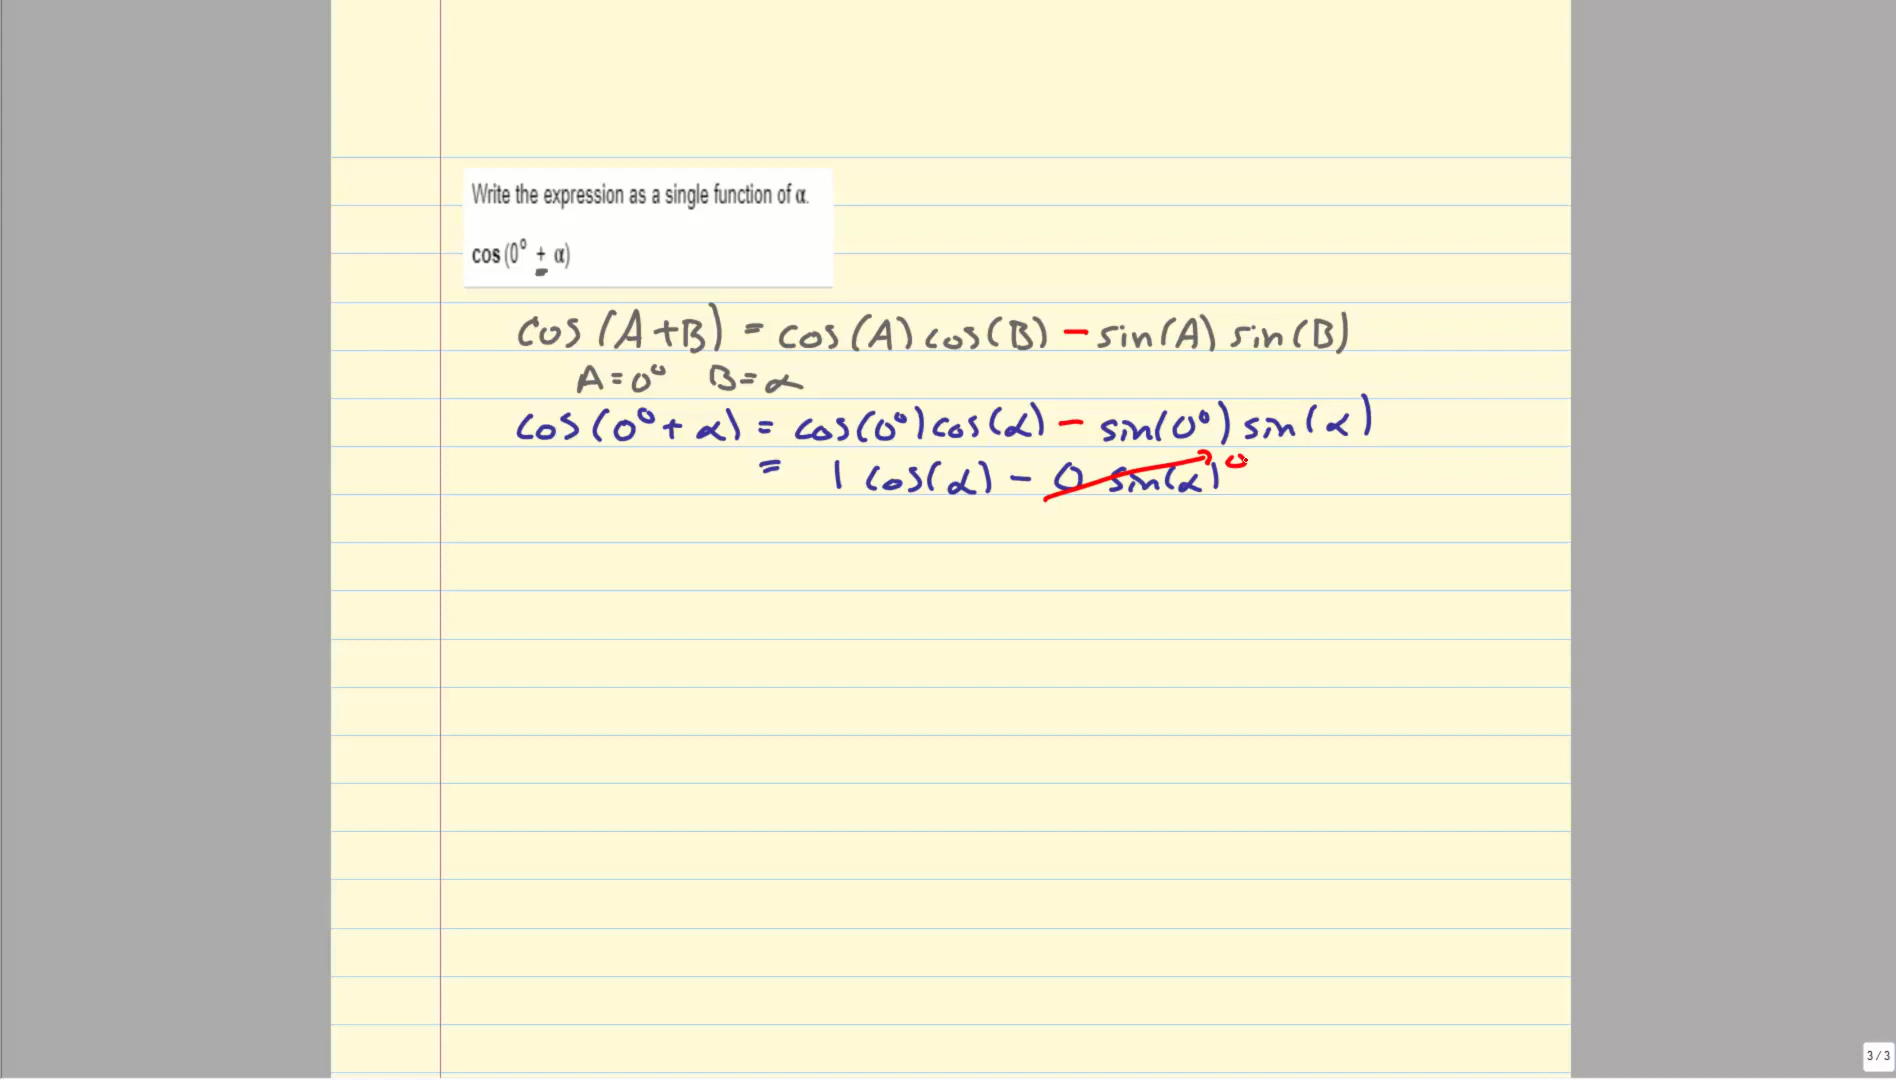 Write the expression as a single function of α.
cos (0° + α)
cos (A+B) = cos(A) cos(B) - sin(A) sin(B)
A = 0° B = α
cos (0° + α) = cos(0°) cos(α) - sin(0°) sin(α)
= 1 cos(α) - 0 sin(α) 0
3 / 3